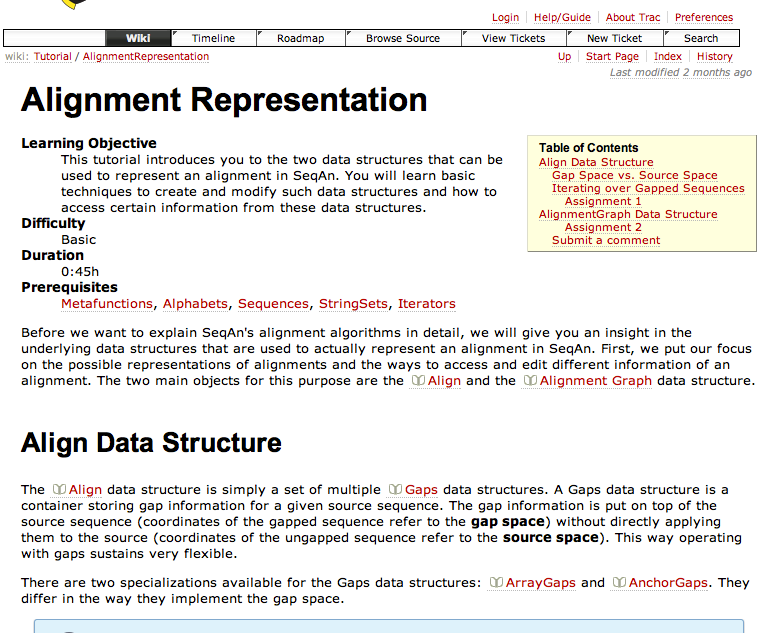 Login Help/Guide About Trac Preferences
Wiki Timeline Roadmap Browse Source View Tickets New Ticket Search
wiki: Tutorial / AlignmentRepresentation Up Start Page Index History
Last modified 2 months ago
Alignment Representation
Learning Objective
This tutorial introduces you to the two data structures that can be
used to represent an alignment in SeqAn. You will learn basic
techniques to create and modify such data structures and how to
access certain information from these data structures.
Difficulty
Basic
Duration
0:45h
Prerequisites
Metafunctions, Alphabets, Sequences, StringSets, Iterators
Table of Contents
Align Data Structure
Gap Space vs. Source Space
Iterating over Gapped Sequences
Assignment 1
AlignmentGraph Data Structure
Assignment 2
Submit a comment
Before we want to explain SeqAn's alignment algorithms in detail, we will give you an insight in the
underlying data structures that are used to actually represent an alignment in SeqAn. First, we put our focus
on the possible representations of alignments and the ways to access and edit different information of an
alignment. The two main objects for this purpose are the Align and the Alignment Graph data structure.
Align Data Structure
The Align data structure is simply a set of multiple Gaps data structures. A Gaps data structure is a
container storing gap information for a given source sequence. The gap information is put on top of the
source sequence (coordinates of the gapped sequence refer to the gap space) without directly applying
them to the source (coordinates of the ungapped sequence refer to the source space). This way operating
with gaps sustains very flexible.
There are two specializations available for the Gaps data structures: ArrayGaps and AnchorGaps. They
differ in the way they implement the gap space.